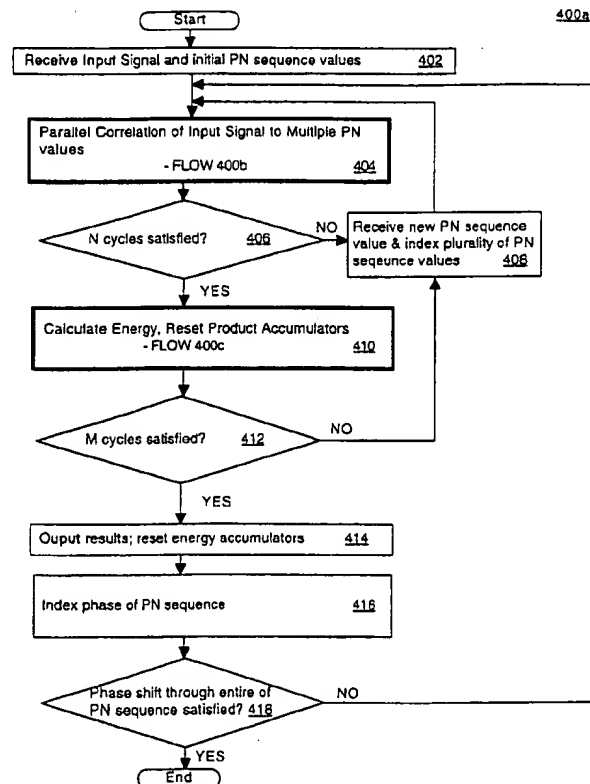 400a
Start
Receive Input Signal and initial PN sequence values 402
Parallel Correlation of Input Signal to Multiple PN
values
- FLOW 400b 404
N cycles satisfied? 406
NO
Receive new PN sequence
value & index plurality of PN
seqeunce values 408
YES
Calculate Energy, Reset Product Accumulators
- FLOW 400c 410
M cycles satisfied? 412
NO
YES
Ouput results; reset energy accumulators 414
Index phase of PN sequence 416
Phase shift through entire of
PN sequence satisfied? 418
NO
YES
End